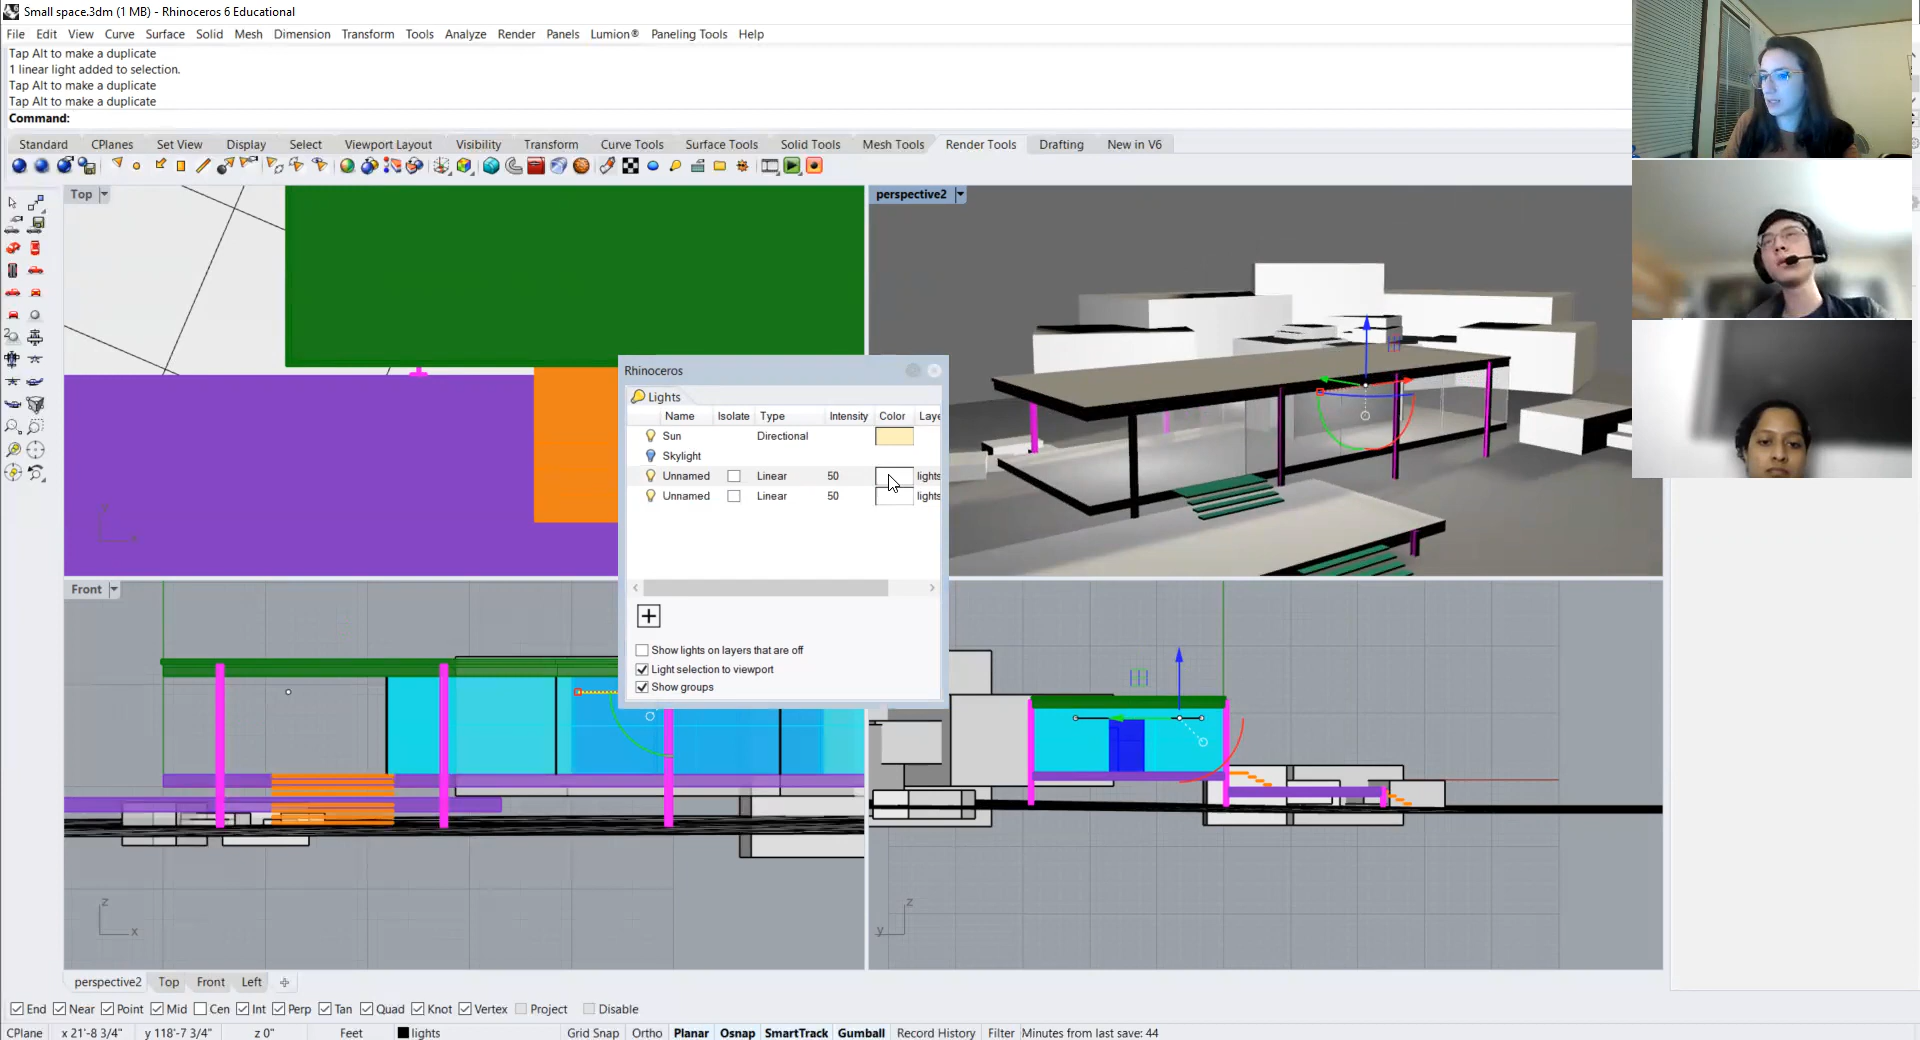 Small space.3dm (1 MB) - Rhinoceros 6 Educational
File Edit View Curve Surface Solid Mesh Dimension Transform Tools Analyze Render Panels Lumion® Paneling Tools Help
Tap Alt to make a duplicate
1 linear light added to selection.
Tap Alt to make a duplicate
Tap Alt to make a duplicate
Command:
Standard CPlanes Set View Display Select Viewport Layout Visibility Transform Curve Tools Surface Tools Solid Tools Mesh Tools Render Tools Drafting New in V6
Top
perspective2
Rhinoceros
Lights
Name Isolate Type Intensity Color Laye
Sun Directional
Skylight
Unnamed Linear 50 lights
Unnamed Linear 50 lights
Show lights on layers that are off
Light selection to viewport
Show groups
Front
z
x
z
y
perspective2 Top Front Left
End Near Point Mid Cen Int Perp Tan Quad Knot Vertex Project Disable
CPlane x 21'-8 3/4" y 118'-7 3/4" z 0" Feet lights Grid Snap Ortho Planar Osnap SmartTrack Gumball Record History Filter Minutes from last save: 44